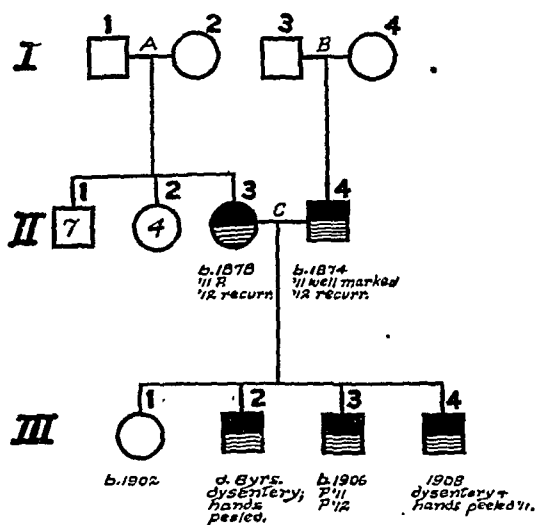 I
1 A 2 3 B 4
II
1 2 3 4
7 4 C
b.1878
'12 recurr.
b.1874
'11 well marked
'12 recurr.
III
1 2 3 4
b.1902
d. 8yrs.
dysentery;
hands
peeled.
b.1906
P'11
P'12
1908
dysentery +
hands peeled '11.